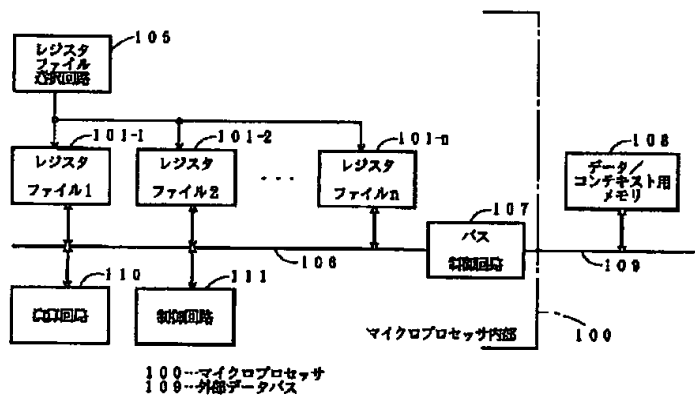 レジスタ
ファイル
選択回路
105
101-1
レジスタ
ファイル1
101-2
レジスタ
ファイル2
...
101-n
レジスタ
ファイルn
107
バス
制御回路
108
データ/
コンテキスト用
メモリ
106
109
110
演算回路
111
制御回路
マイクロプロセッサ内部
100
100…マイクロプロセッサ
109…外部データバス